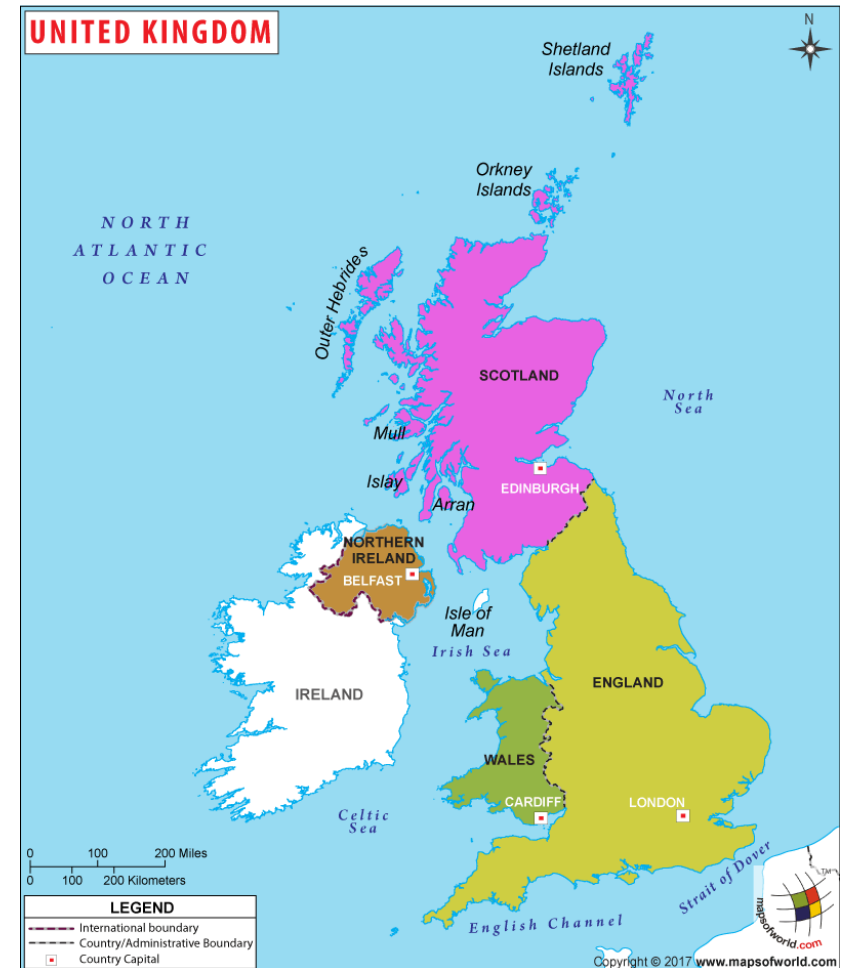 UNITED KINGDOM
N
Shetland
Islands
Orkney
Islands
NORTH
ATLANTIC
OCEAN
Outer Hebrides
SCOTLAND
North
Sea
Mull
Islay
EDINBURGH
Arran
NORTHERN
IRELAND
BELFAST
Isle of
Man
Irish Sea
ENGLAND
IRELAND
WALES
CARDIFF
LONDON
Celtic
Sea
0 100 200 Miles
0 100 200 Kilometers
Strait of Dover
English Channel
LEGEND
International boundary
Country/Administrative Boundary
Country Capital
TM
mapsofworld.com
Copyright © 2017 www.mapsofworld.com